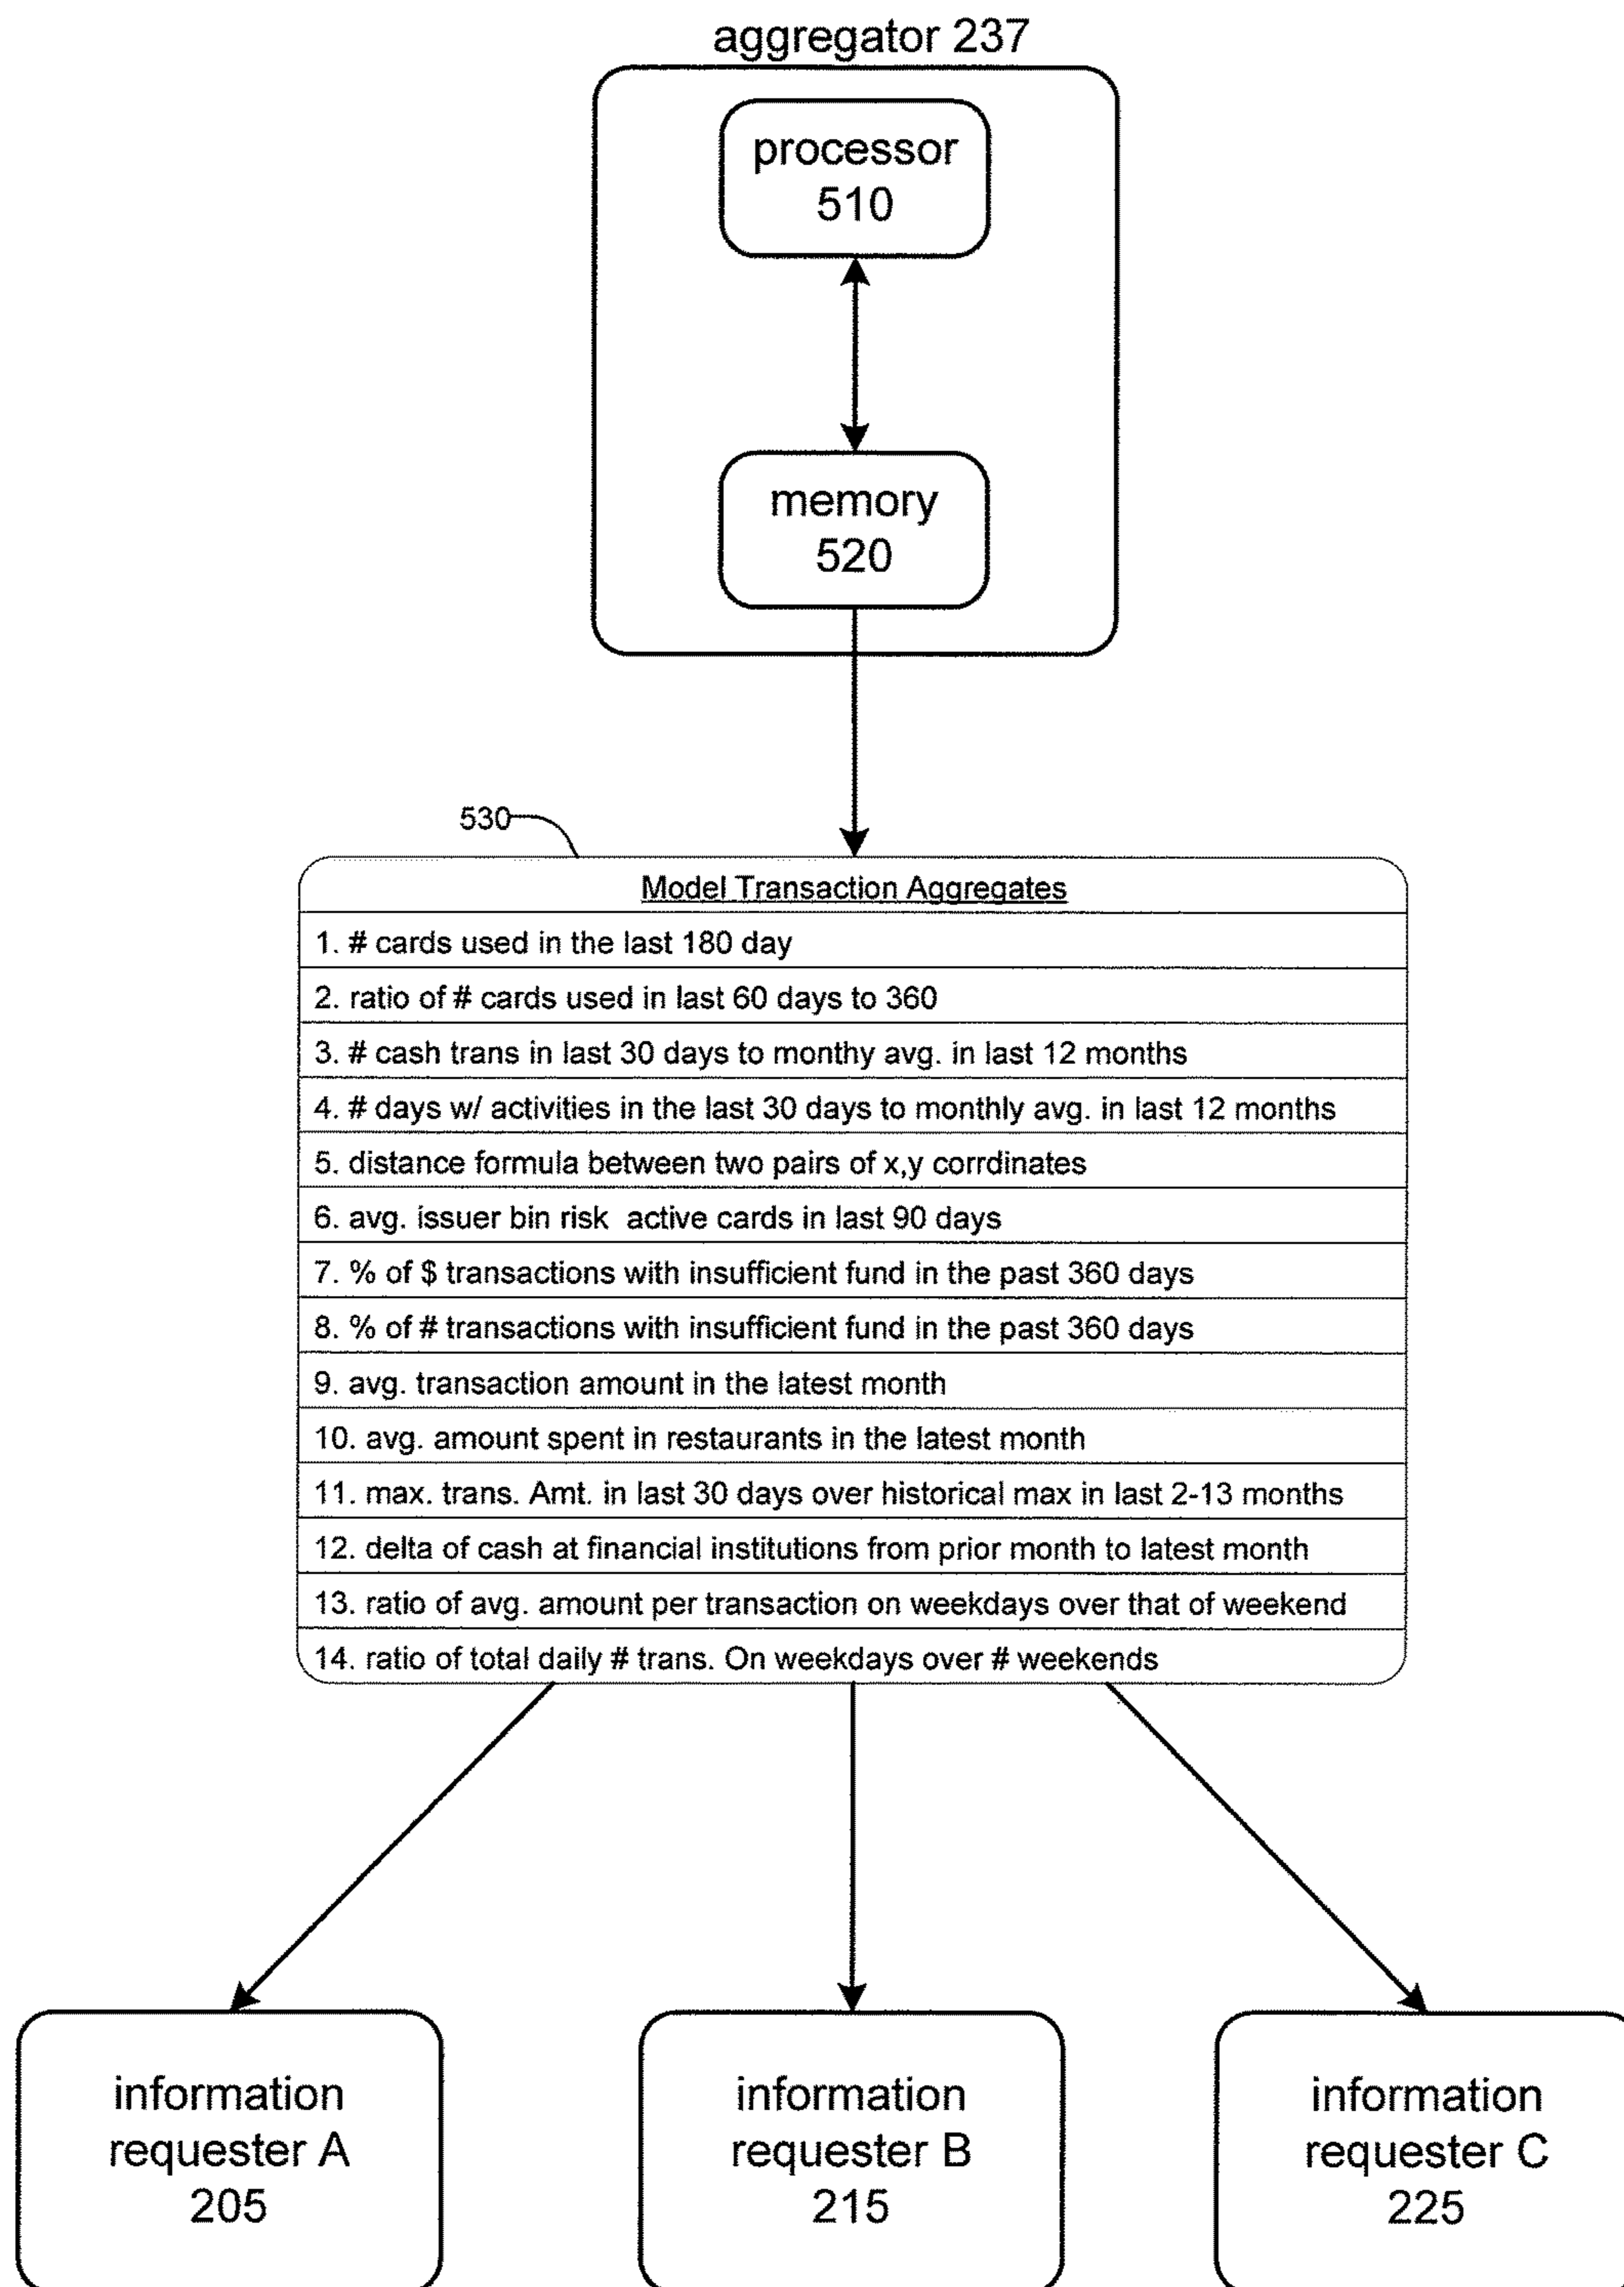 aggregator 237
processor
510
memory
520
530
Model Transaction Aggregates
1. # cards used in the last 180 day
2. ratio of # cards used in last 60 days to 360
3. # cash trans in last 30 days to monthy avg. in last 12 months
4. # days w/ activities in the last 30 days to monthly avg. in last 12 months
5. distance formula between two pairs of x,y corrdinates
6. avg. issuer bin risk active cards in last 90 days
7. % of $ transactions with insufficient fund in the past 360 days
8. % of # transactions with insufficient fund in the past 360 days
9. avg. transaction amount in the latest month
10. avg. amount spent in restaurants in the latest month
11. max. trans. Amt. in last 30 days over historical max in last 2-13 months
12. delta of cash at financial institutions from prior month to latest month
13. ratio of avg. amount per transaction on weekdays over that of weekend
14. ratio of total daily # trans. On weekdays over # weekends
information
requester A
205
information
requester B
215
information
requester C
225